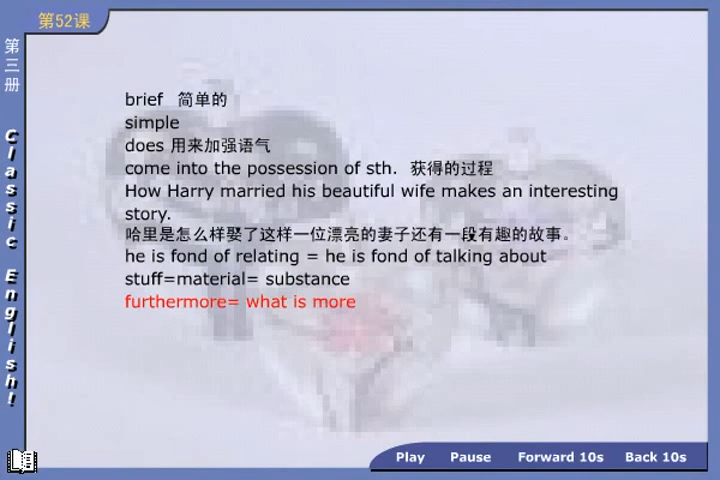 第52课
第三册
Classic English!
brief 简单的
simple
does 用来加强语气
come into the possession of sth. 获得的过程
How Harry married his beautiful wife makes an interesting
story.
哈里是怎么样娶了这样一位漂亮的妻子还有一段有趣的故事。
he is fond of relating = he is fond of talking about
stuff=material= substance
furthermore= what is more
Play Pause Forward 10s Back 10s